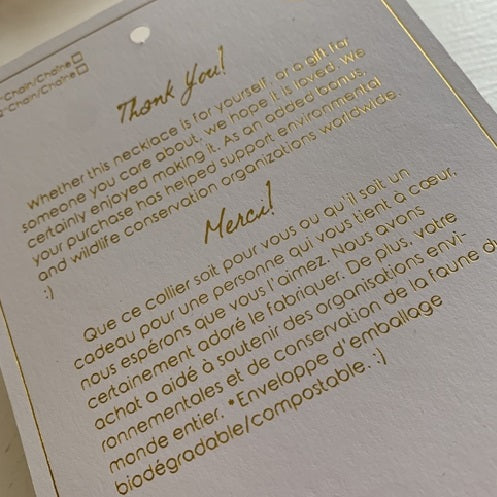 -Chain/Chaîne
-Chain/Chaîne
Thank You!
Whether this necklace is for yourself, or a gift for
someone you care about, we hope it is loved. We
certainly enjoyed making it. As an added bonus,
your purchase has helped support environmental
and wildlife conservation organizations worldwide.
:)
Merci!
Que ce collier soit pour vous ou qu'il soit un
cadeau pour une personne qui vous tient à cœur,
nous espérons que vous l'aimez. Nous avons
certainement adoré le fabriquer. De plus, votre
achat a aidé à soutenir des organisations envi-
ronnementales et de conservation de la faune d
monde entier. *Enveloppe d'emballage
biodégradable/compostable. :)